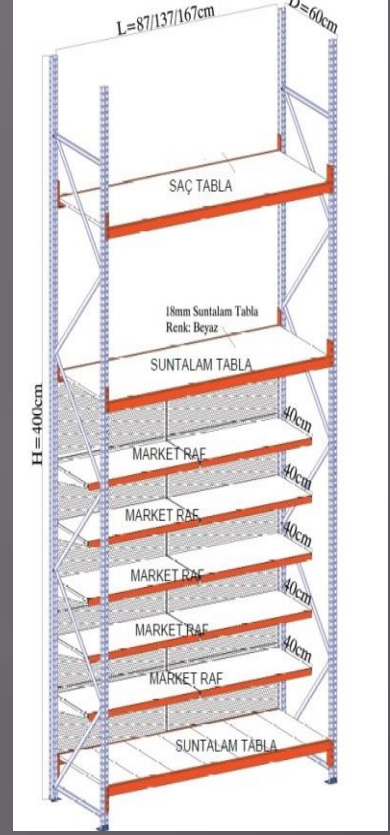 L=87/137/167cm
D=60cm
SAÇ TABLA
18mm Suntalam Tabla
Renk: Beyaz
SUNTALAM TABLA
H=400cm
40cm
MARKET RAF
40cm
MARKET RAF
40cm
MARKET RAF
40cm
MARKET RAF
40cm
MARKET RAF
SUNTALAM TABLA